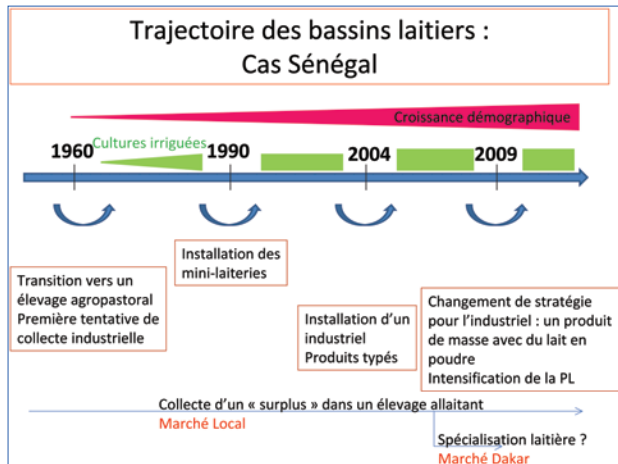 Trajectoire des bassins laitiers :
Cas Sénégal
Croissance démographique
Cultures irriguées
1960
1990
2004
2009
Transition vers un
élevage agropastoral
Première tentative de
collecte industrielle
Installation des
mini-laiteries
Installation d’un
industriel
Produits typés
Changement de stratégie
pour l’industriel : un produit
de masse avec du lait en
poudre
Intensification de la PL
Collecte d’un « surplus » dans un élevage allaitant
Marché Local
Spécialisation laitière ?
Marché Dakar